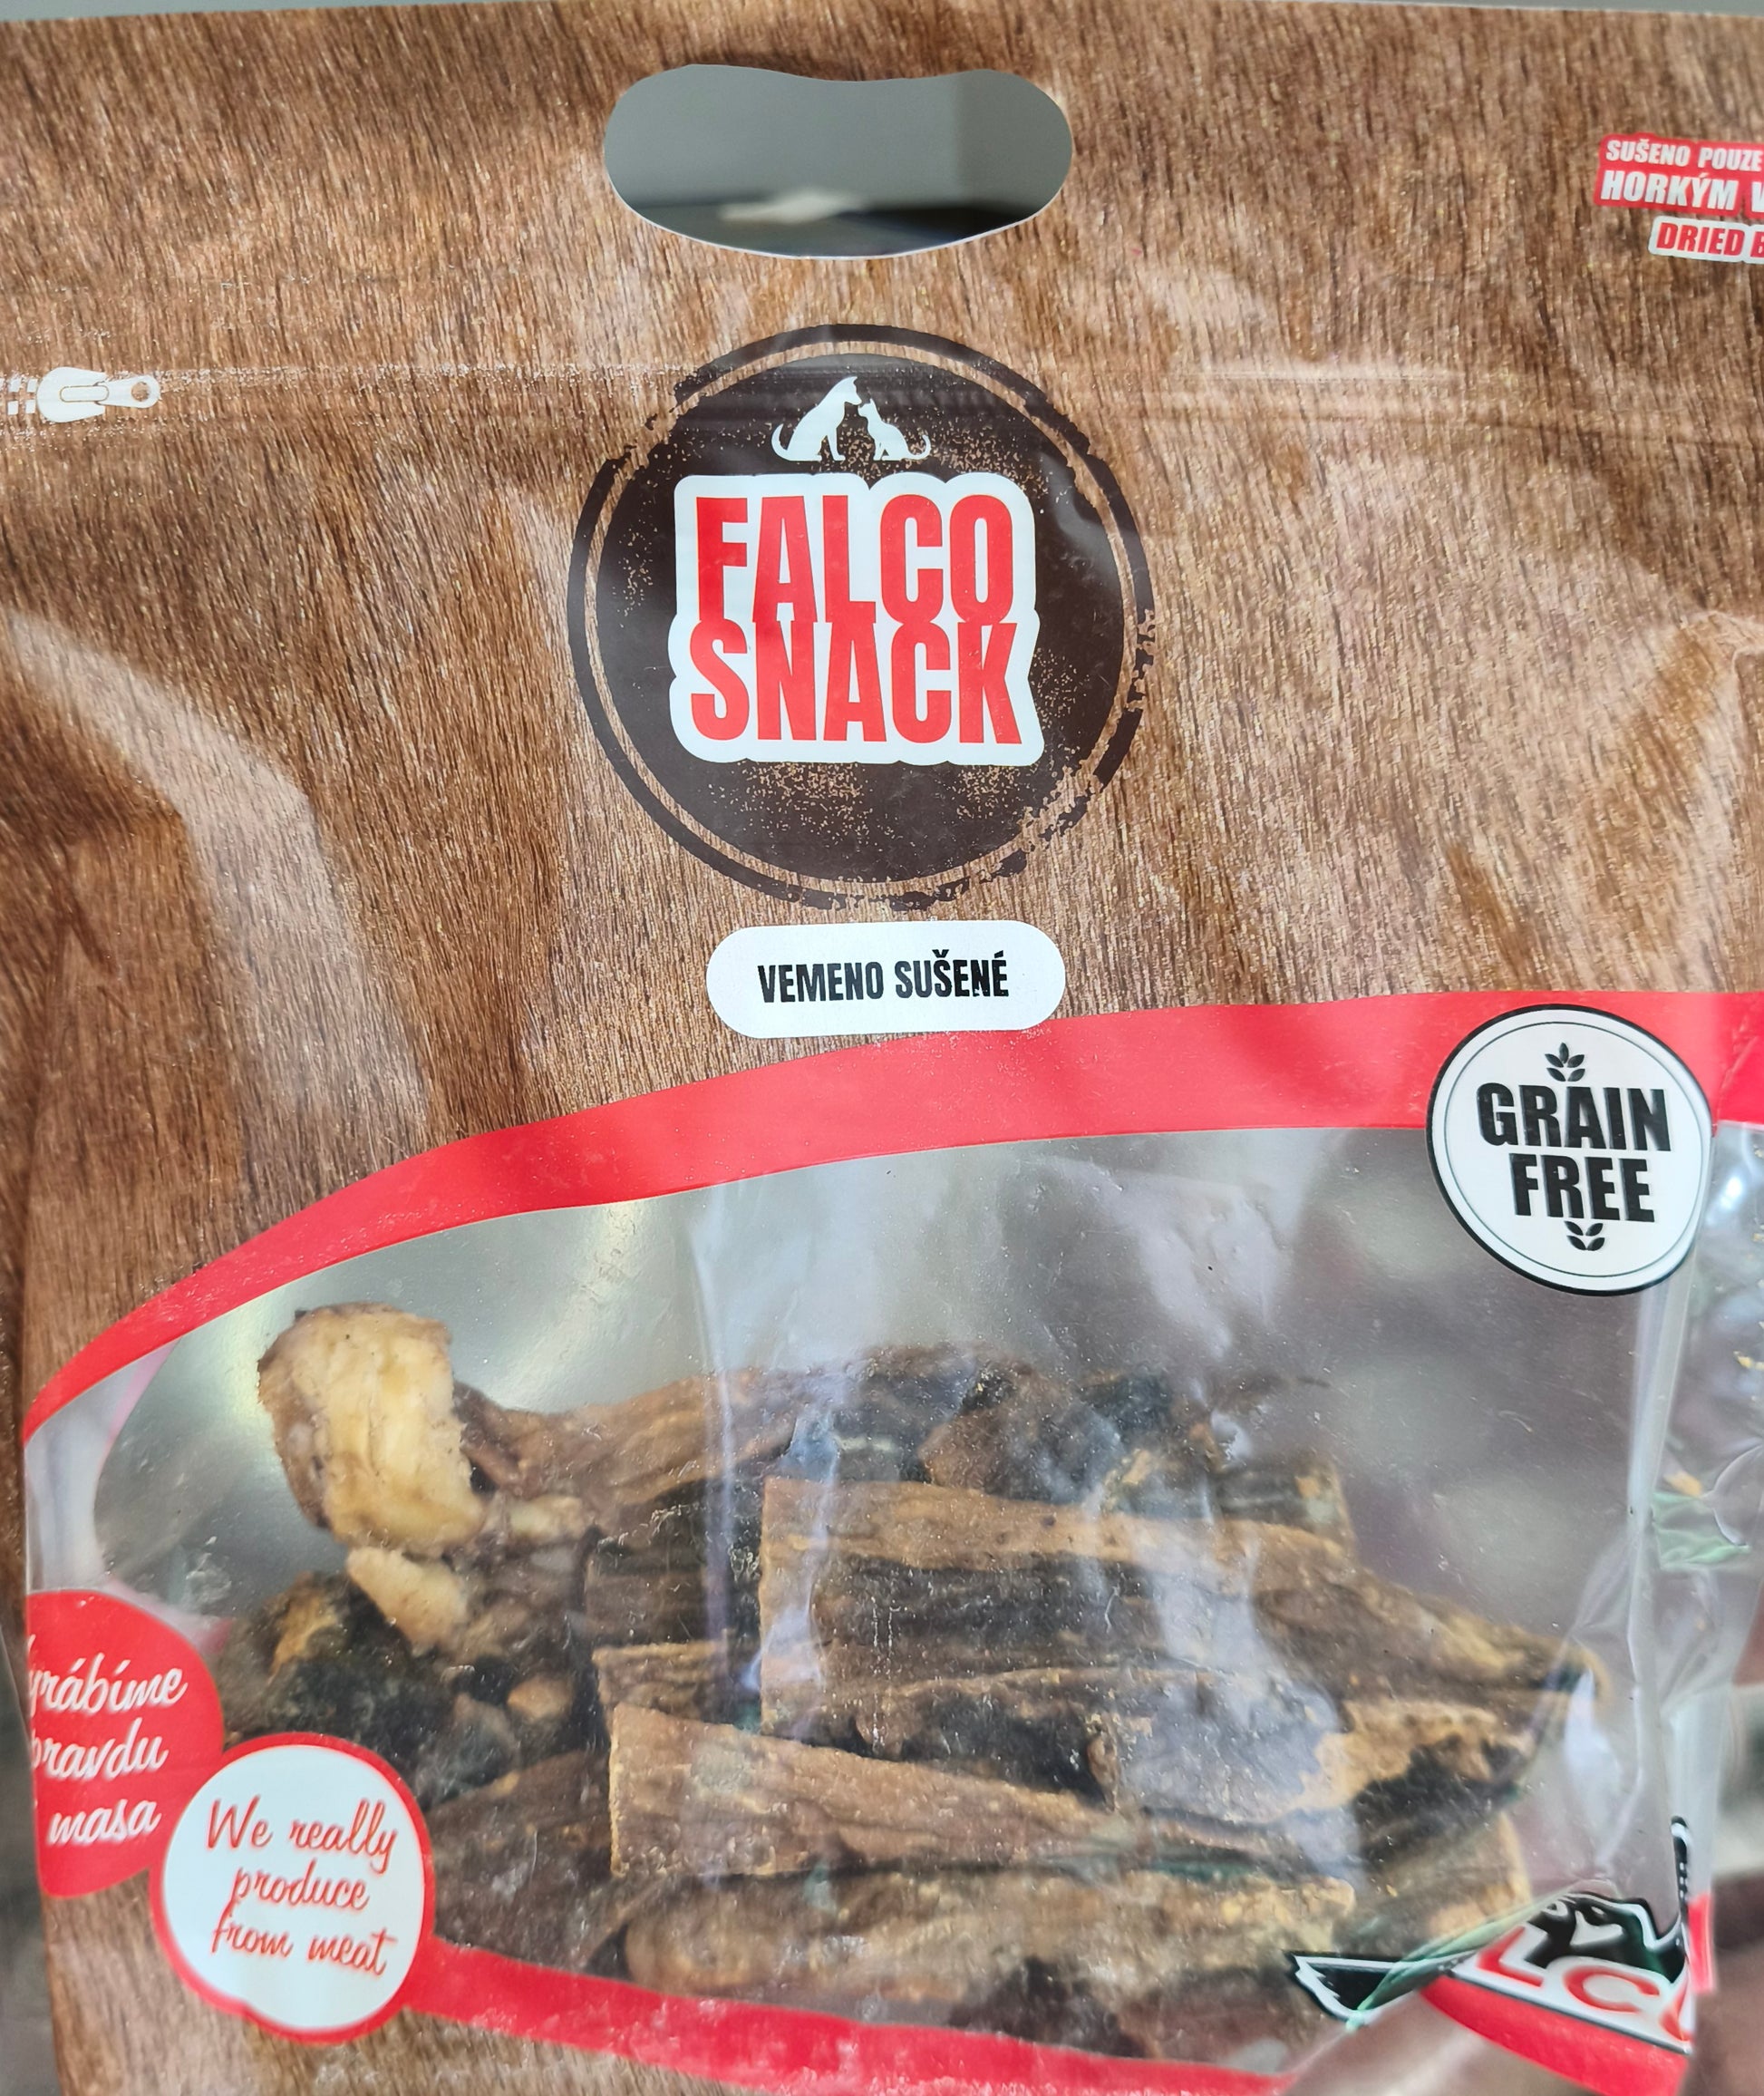 SUŠENO POUZE
HORKÝM
DRIED
FALCO
SNACK
VEMENO SUŠENÉ
GRAIN
FREE
masa
We really
produce
from meat